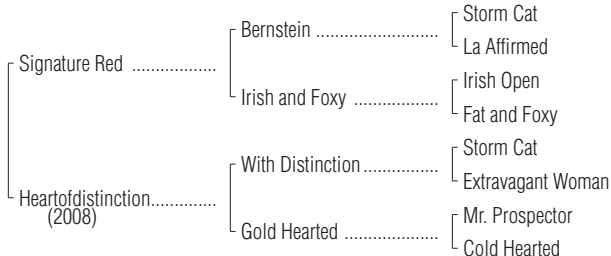 Storm Cat
Bernstein ..........................
La Affirmed
Signature Red ..................
Irish Open
Irish and Foxy ..................
Fat and Foxy
Storm Cat
With Distinction................
Extravagant Woman
Heartofdistinction..............
(2008)
Mr. Prospector
Gold Hearted ....................
Cold Hearted